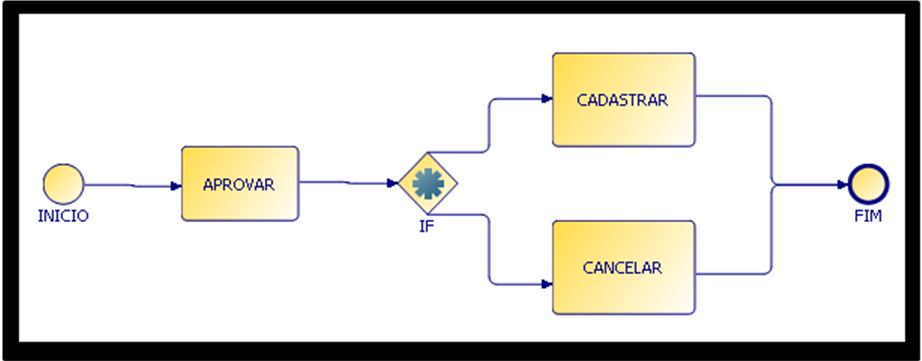 INICIO
APROVAR
IF
CADASTRAR
CANCELAR
FIM